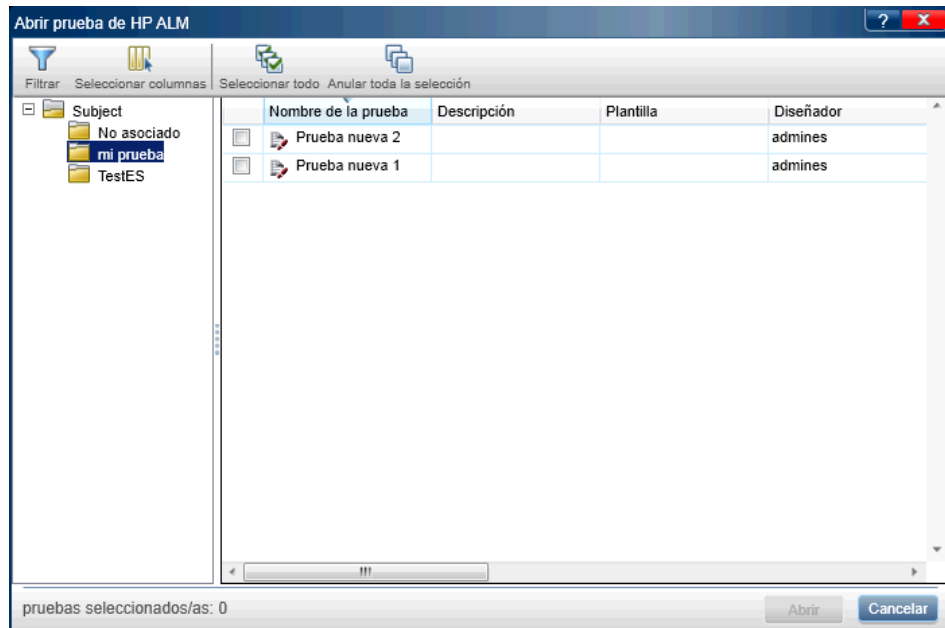 Abrir prueba de HP ALM
?
X
Filtrar
Seleccionar columnas
Seleccionar todo
Anular toda la selección
Subject
No asociado
mi prueba
TestES
Nombre de la prueba
Descripción
Plantilla
Diseñador
Prueba nueva 2
admines
Prueba nueva 1
admines
pruebas seleccionados/as: 0
Abrir
Cancelar